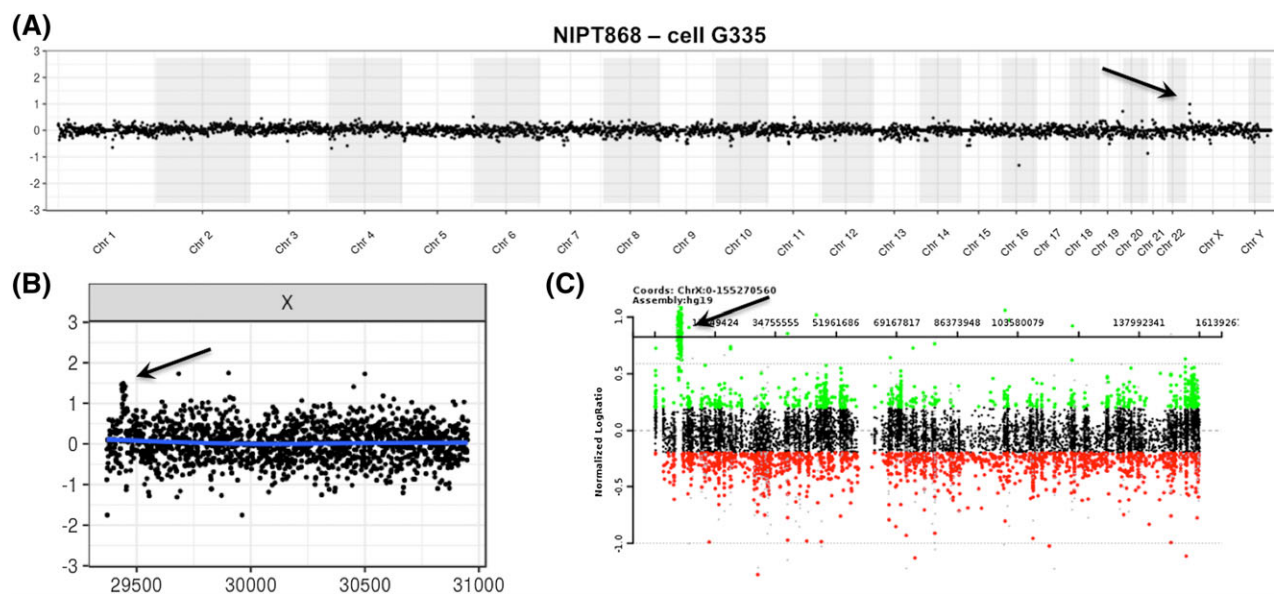 (A)
NIPT868 – cell G335
3
2
1
0
-1
-2
-3
Chr 1
Chr 2
Chr 3
Chr 4
Chr 5
Chr 6
Chr 7
Chr 8
Chr 9
Chr 10
Chr 11
Chr 12
Chr 13
Chr 14
Chr 15
Chr 16
Chr 17
Chr 18
Chr 19
Chr 20
Chr 21
Chr 22
Chr X
Chr Y
(B)
X
3
2
1
0
-1
-2
-3
29500
30000
30500
31000
(C)
Coords: ChrX:0-155270560
Assembly:hg19
34755555
51961686
69167817
86373948
103580079
137992341
Normalized LogRatio
1.0
0.5
0.0
-0.5
-1.0